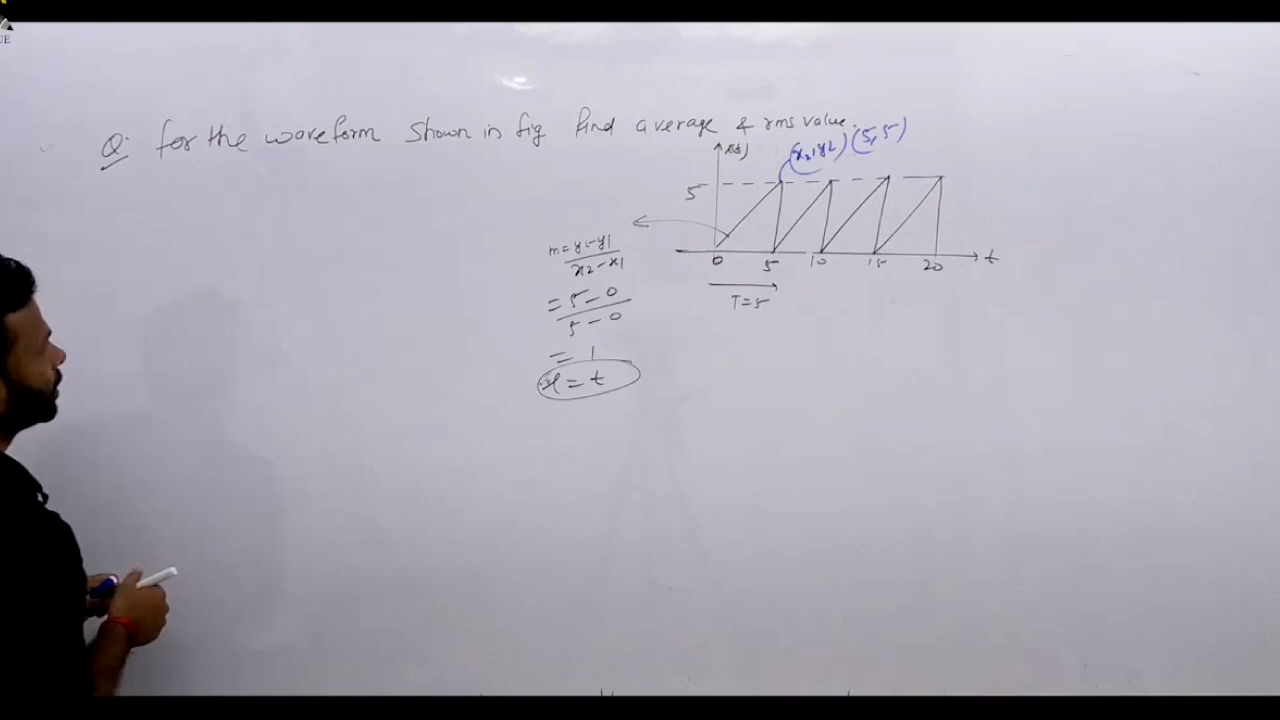 Q: for the waveform shown in fig find average & rms value.
x(t)
(x2,y2) (5,5)
5
0 5 10 15 20 t
T=5
m = y2-y1
x2-x1
= 5-0
5-0
= 1
x = t